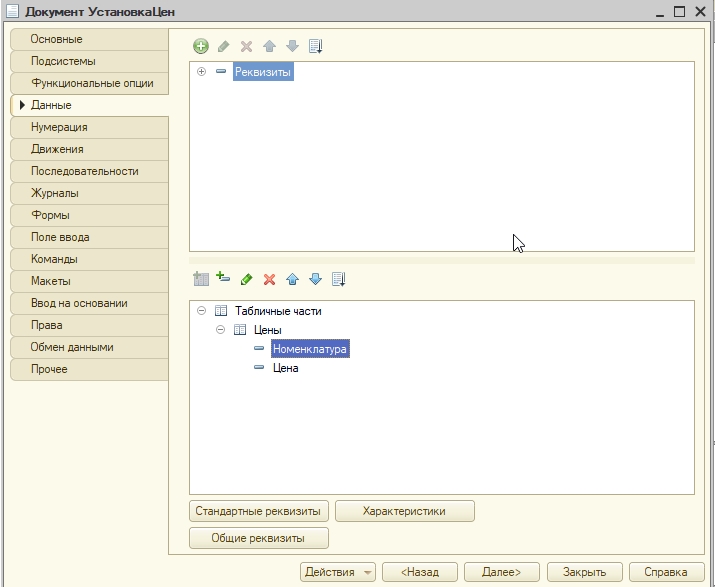 Документ УстановкаЦен
Основные
Подсистемы
Функциональные опции
Данные
Нумерация
Движения
Последовательности
Журналы
Формы
Поле ввода
Команды
Макеты
Ввод на основании
Права
Обмен данными
Прочее
Реквизиты
Табличные части
Цены
Номенклатура
Цена
Стандартные реквизиты
Характеристики
Общие реквизиты
Действия
<Назад
Далее>
Закрыть
Справка